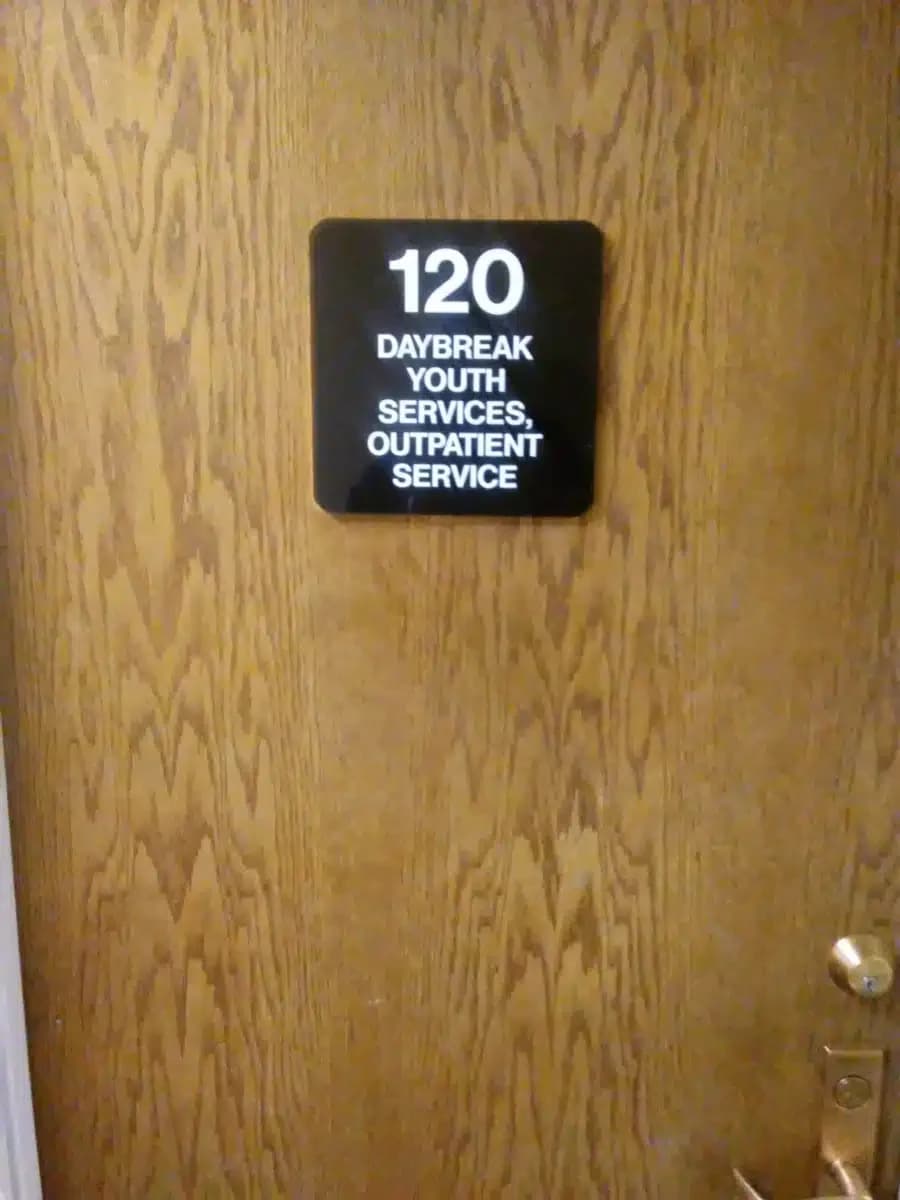 120
DAYBREAK
YOUTH
SERVICES,
OUTPATIENT
SERVICE